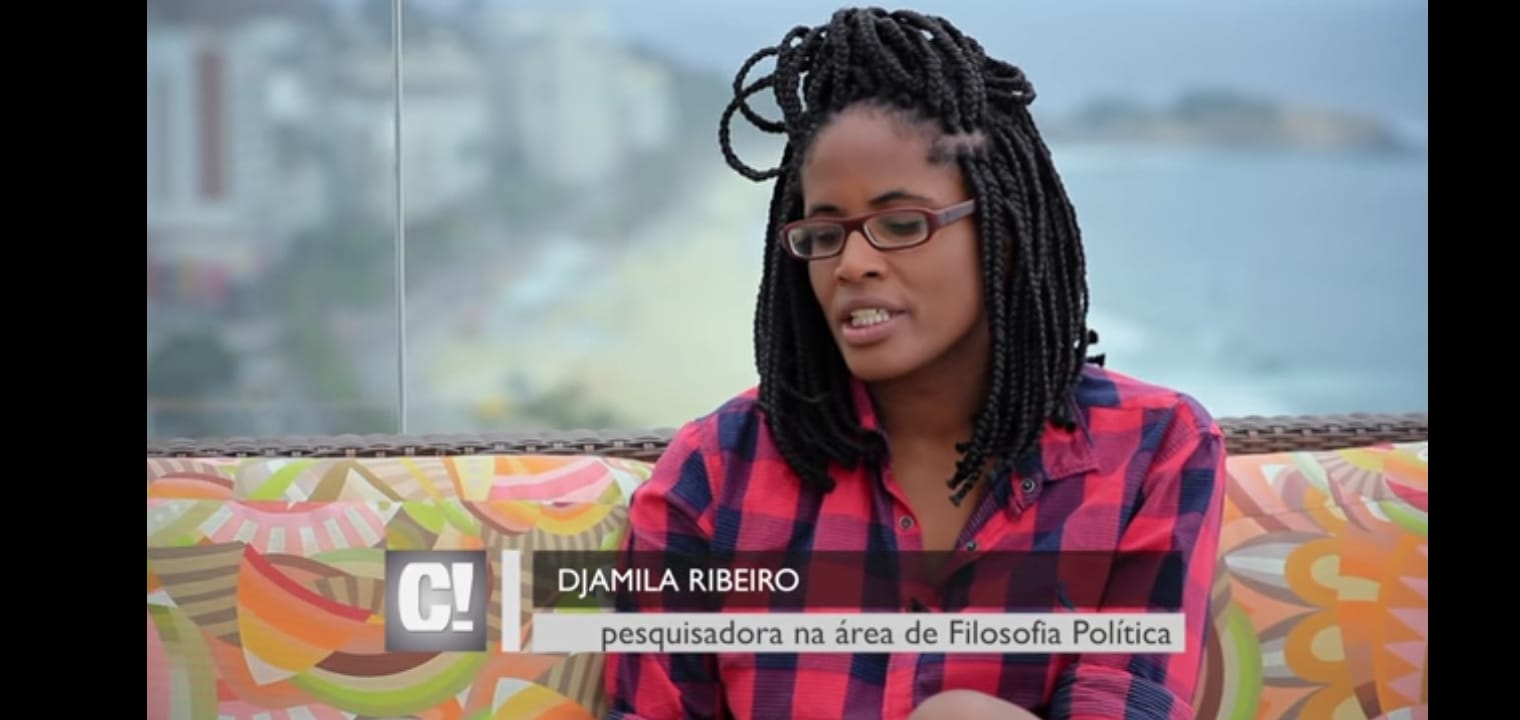 C!
DJAMILA RIBEIRO
pesquisadora na área de Filosofia Política